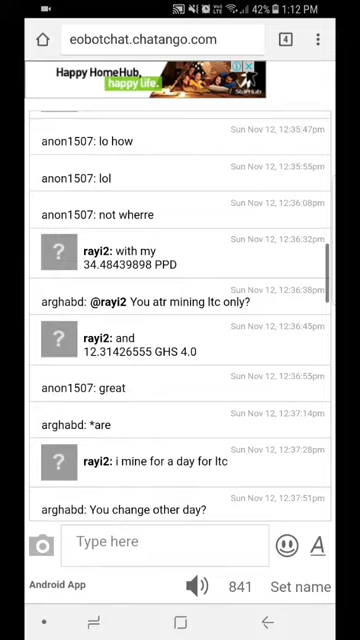 42% 1:12 PM
eobotchat.chatango.com
4
Happy HomeHub,
happy life.
StarHub
Sun Nov 12, 12:35:47pm
anon1507: lo how
Sun Nov 12, 12:35:55pm
anon1507: lol
Sun Nov 12, 12:36:08pm
anon1507: not wherre
Sun Nov 12, 12:36:32pm
?
rayi2: with my
34.48439898 PPD
Sun Nov 12, 12:36:38pm
arghabd: @rayi2 You atr mining ltc only?
Sun Nov 12, 12:36:45pm
?
rayi2: and
12.31426555 GHS 4.0
Sun Nov 12, 12:36:55pm
anon1507: great
Sun Nov 12, 12:37:14pm
arghabd: *are
Sun Nov 12, 12:37:28pm
?
rayi2: i mine for a day for ltc
Sun Nov 12, 12:37:51pm
arghabd: You change other day?
Type here
A
Android App
841
Set name